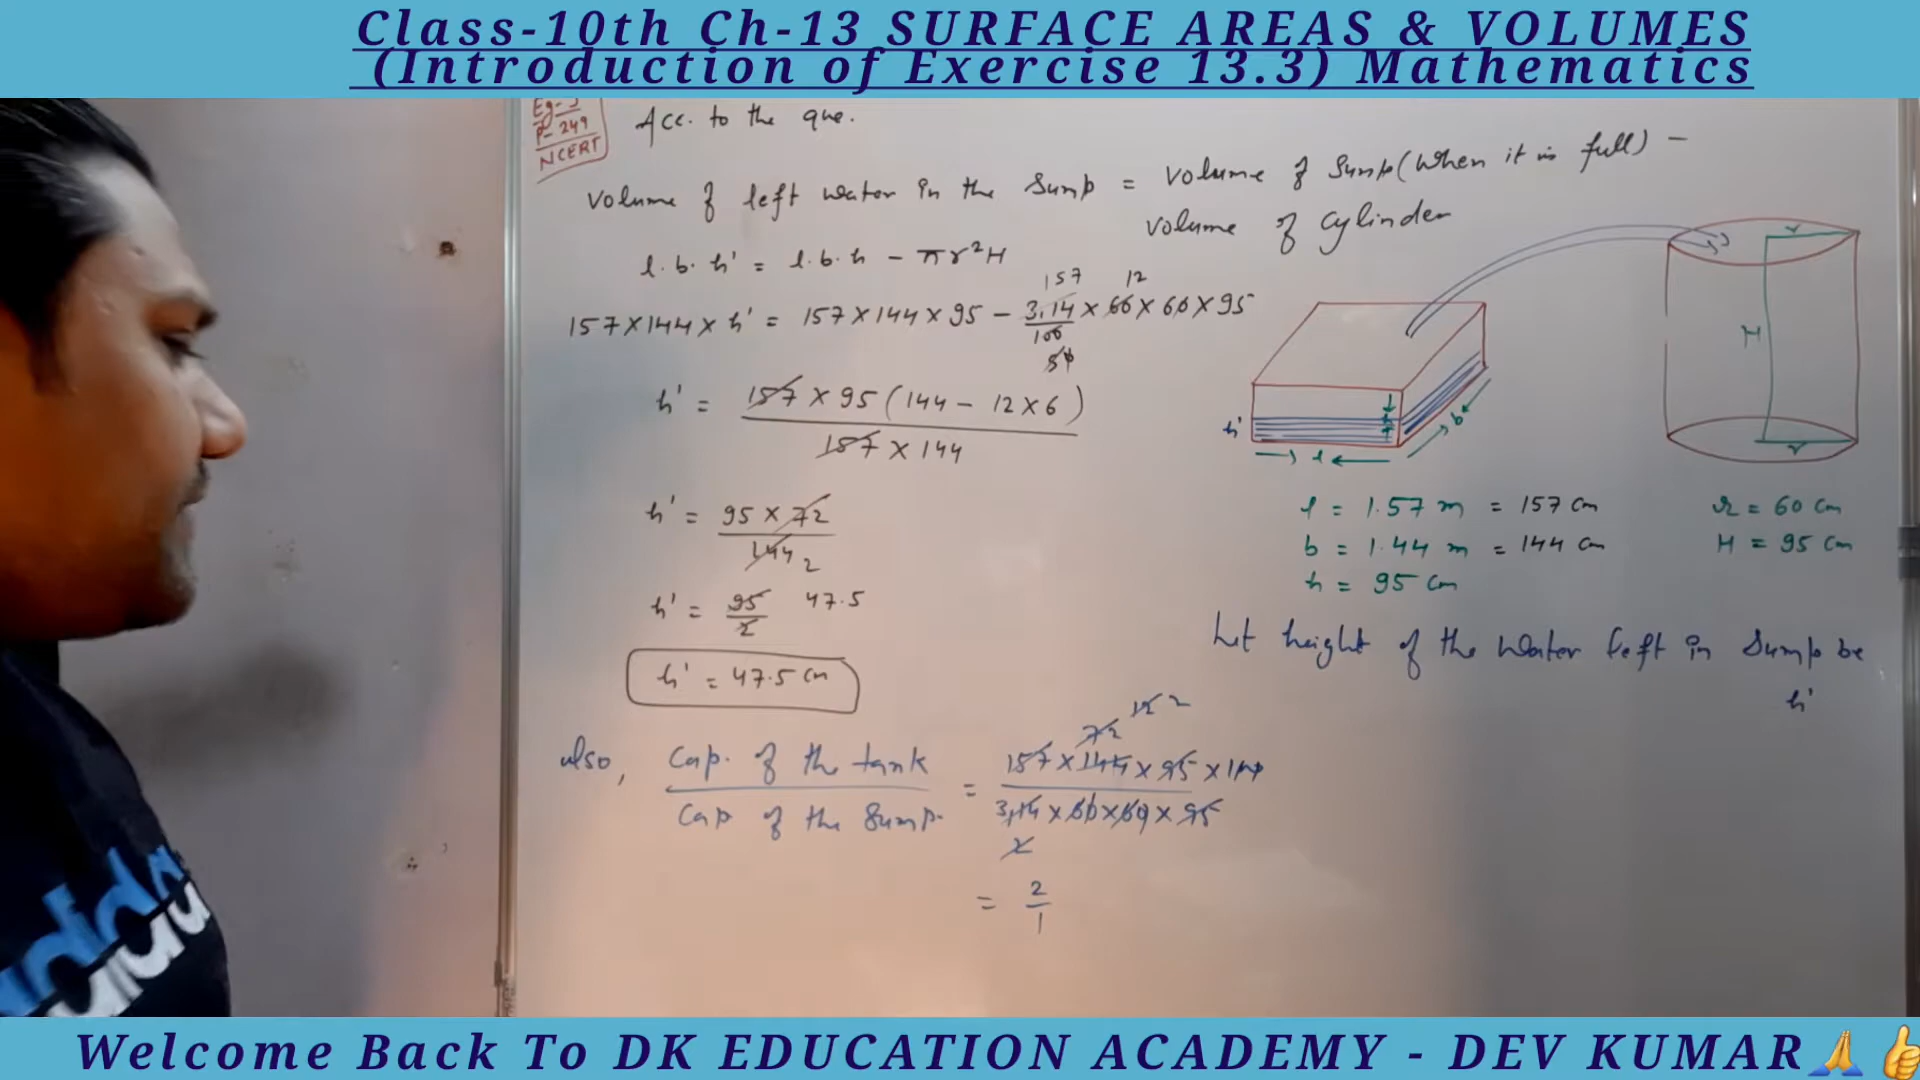 Class-10th Ch-13 SURFACE AREAS & VOLUMES
(Introduction of Exercise 13.3) Mathematics
P-249
NCERT
Acc. to the que.
Volume of left water in the Sump = Volume of Sump (When it is full) -
Volume of cylinder
l.b.h' = l.b.h - πr²H
157 12
157×144×h' = 157×144×95 - 3.14×60×60×95
100
h' = 157×95(144-12×6)
157×144
h' = 95×72
144 2
h' = 95 47.5
2
h' = 47.5 cm
h'
l
b
r
H
r
l = 1.57 m = 157 cm
b = 1.44 m = 144 cm
h = 95 cm
r = 60 cm
H = 95 cm
Let height of the Water left in Sump be
h'
72 12 2
also, Cap. of the tank = 157×144×95×100
Cap of the Sump. 3.14×60×60×95
2
= 2
1
Welcome Back To DK EDUCATION ACADEMY - DEV KUMAR🙏👍